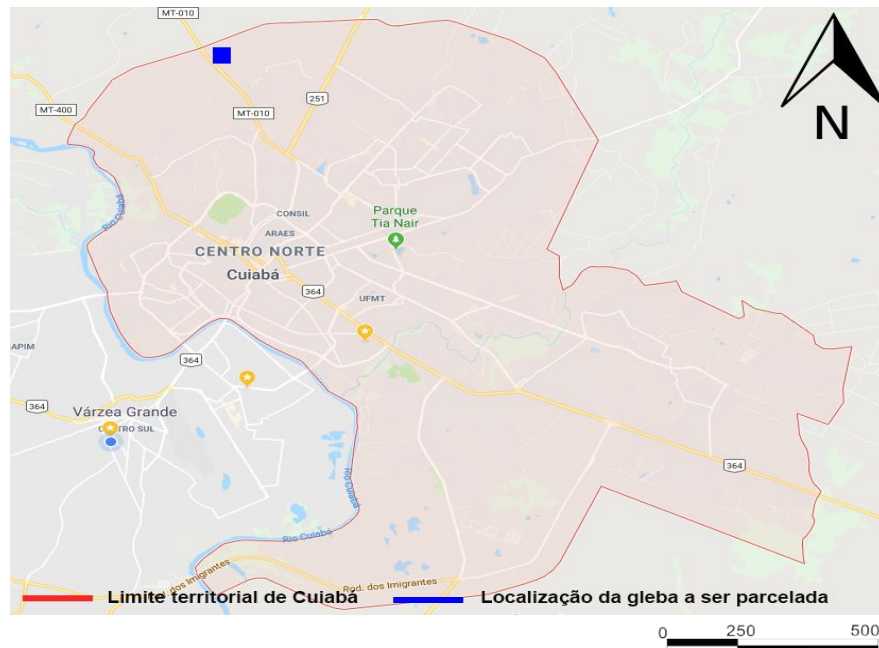 MT-010
251
MT-400
MT-010
Rio Cuiabá
CONSIL
Parque
Tia Nair
ARAES
CENTRO NORTE
Cuiabá
364
UFMT
364
APIM
364
Várzea Grande
CENTRO SUL
364
Rio Cuiabá
Rio Cuiabá
Rod. dos Imigrantes
Rod. dos Imigrantes
Limite territorial de Cuiabá
Localização da gleba a ser parcelada
N
0 250 500